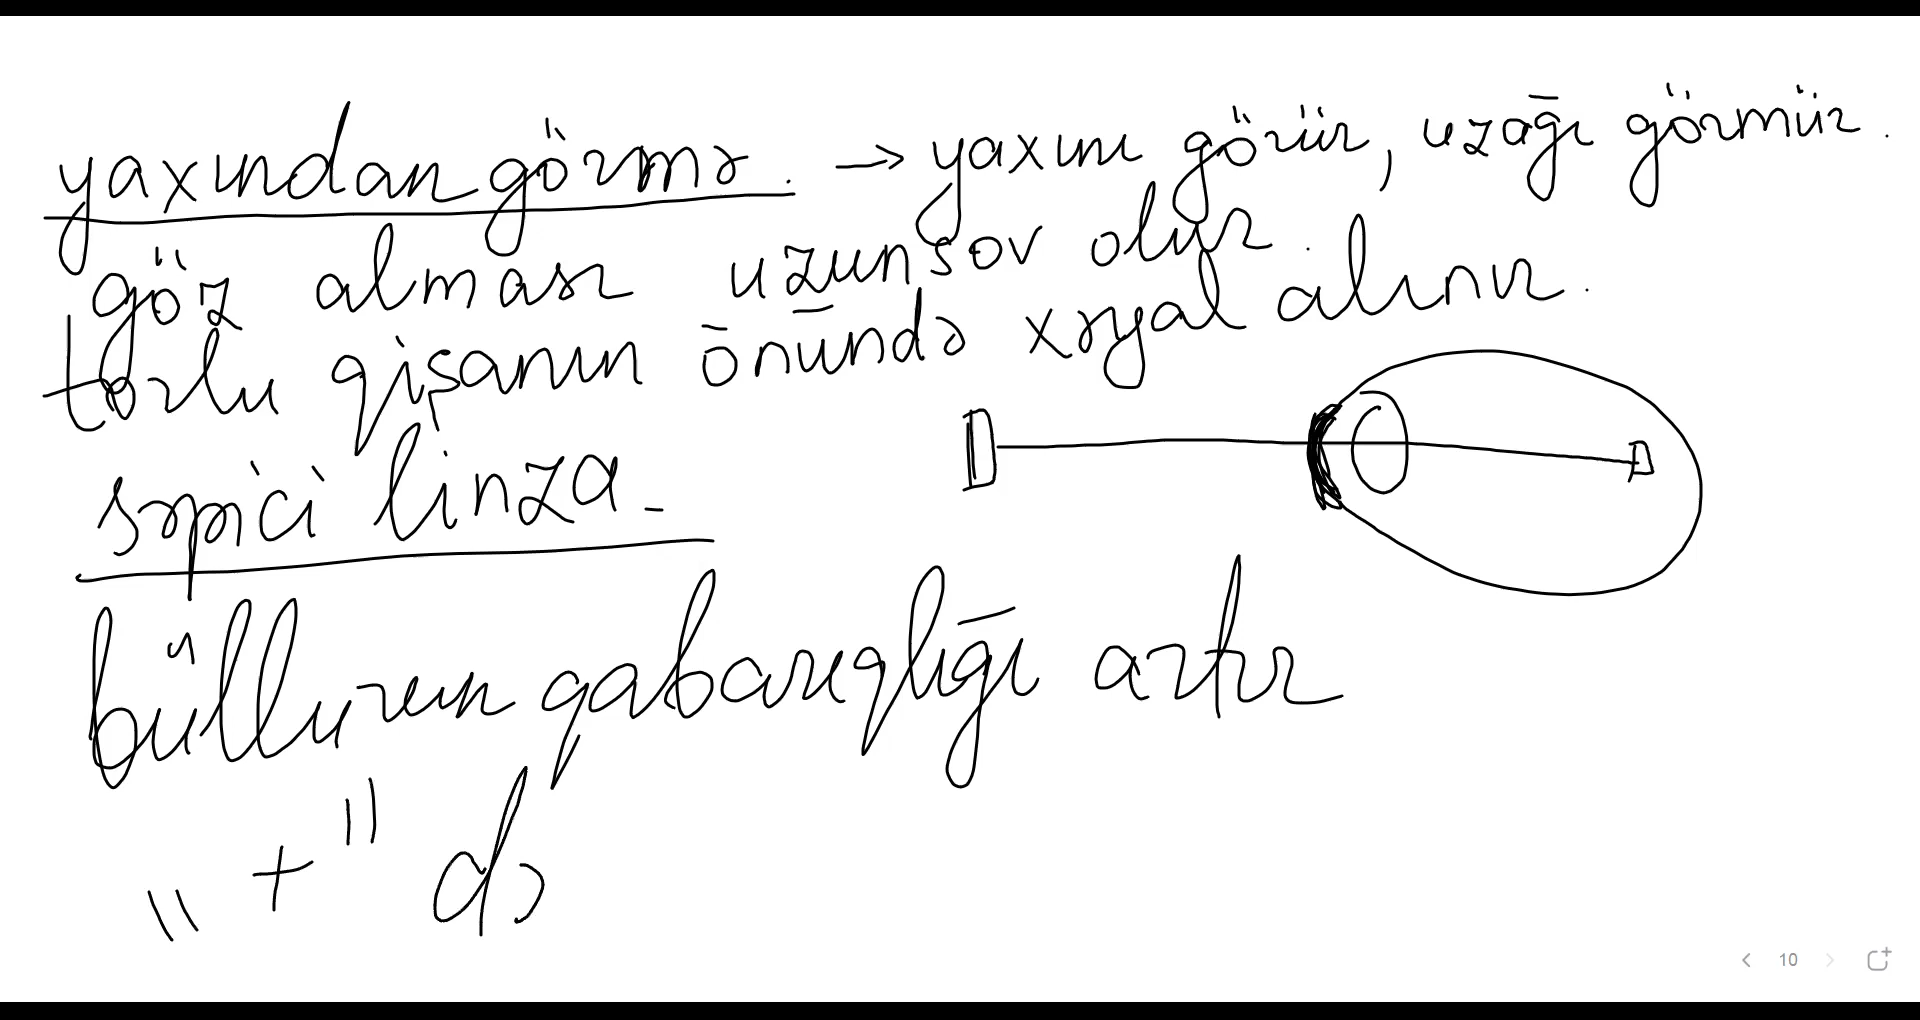 yaxından görmə. → yaxını görür, uzağı görmür.
göz alması uzunsov olur.
torlu qişanın önündə xəyal alınır.
səpici linza.
büllurun qabarıqlığı artır
"+" də
10